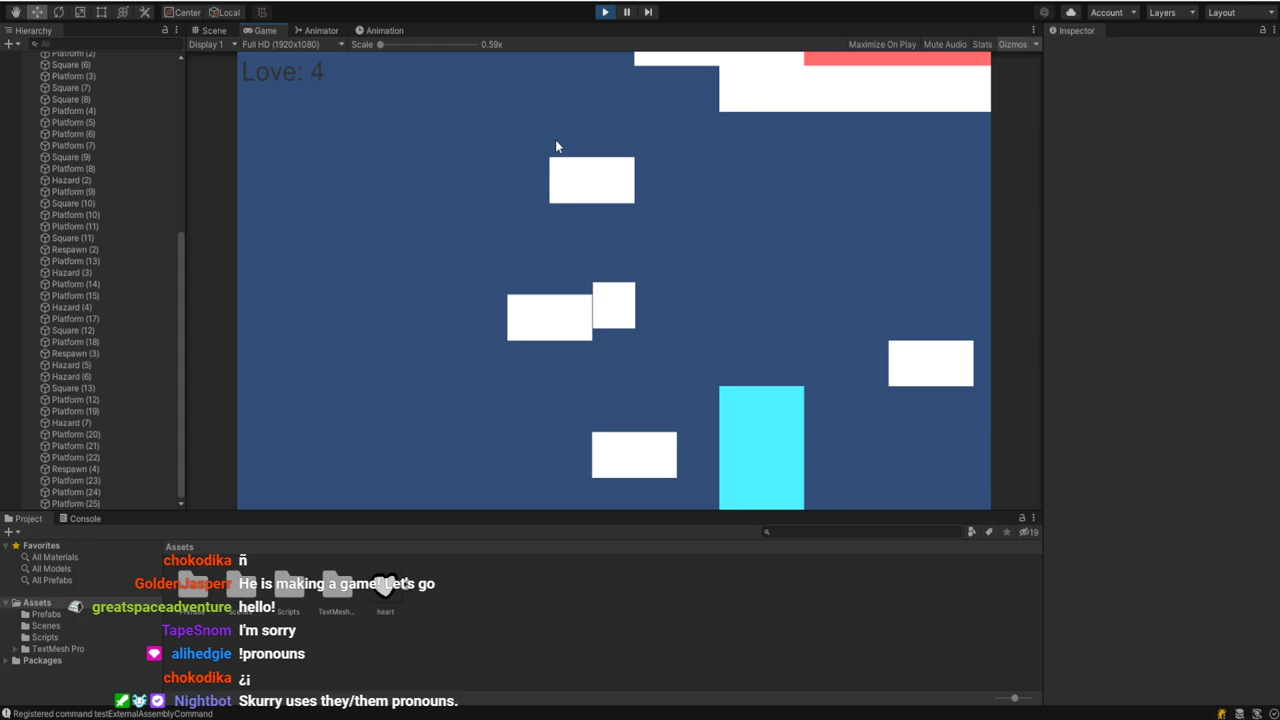 Center Local
Account Layers Layout
Hierarchy Scene Game Animator Animation Inspector
All Display 1 Full HD (1920x1080) Scale 0.59x Maximize On Play Mute Audio Stats Gizmos
Platform (2)
Square (6)
Platform (3)
Square (7)
Square (8)
Platform (4)
Platform (5)
Platform (6)
Platform (7)
Square (9)
Platform (8)
Hazard (2)
Platform (9)
Square (10)
Platform (10)
Platform (11)
Square (11)
Respawn (2)
Platform (13)
Hazard (3)
Platform (14)
Platform (15)
Hazard (4)
Platform (17)
Square (12)
Platform (18)
Respawn (3)
Hazard (5)
Hazard (6)
Square (13)
Platform (12)
Platform (19)
Hazard (7)
Platform (20)
Platform (21)
Platform (22)
Respawn (4)
Platform (23)
Platform (24)
Platform (25)
Love: 4
Project Console
19
Favorites
All Materials
All Models
All Prefabs
Assets
Prefabs
Scenes
Scripts
TextMesh Pro
Packages
Assets
Scripts TextMesh... heart
chokodika ñ
GoldenJasperr He is making a game! Let's go
greatspaceadventure hello!
TapeSnom I'm sorry
alihedgie !pronouns
chokodika ¿¡
Nightbot Skurry uses they/them pronouns.
Registered command testExternalAssemblyCommand